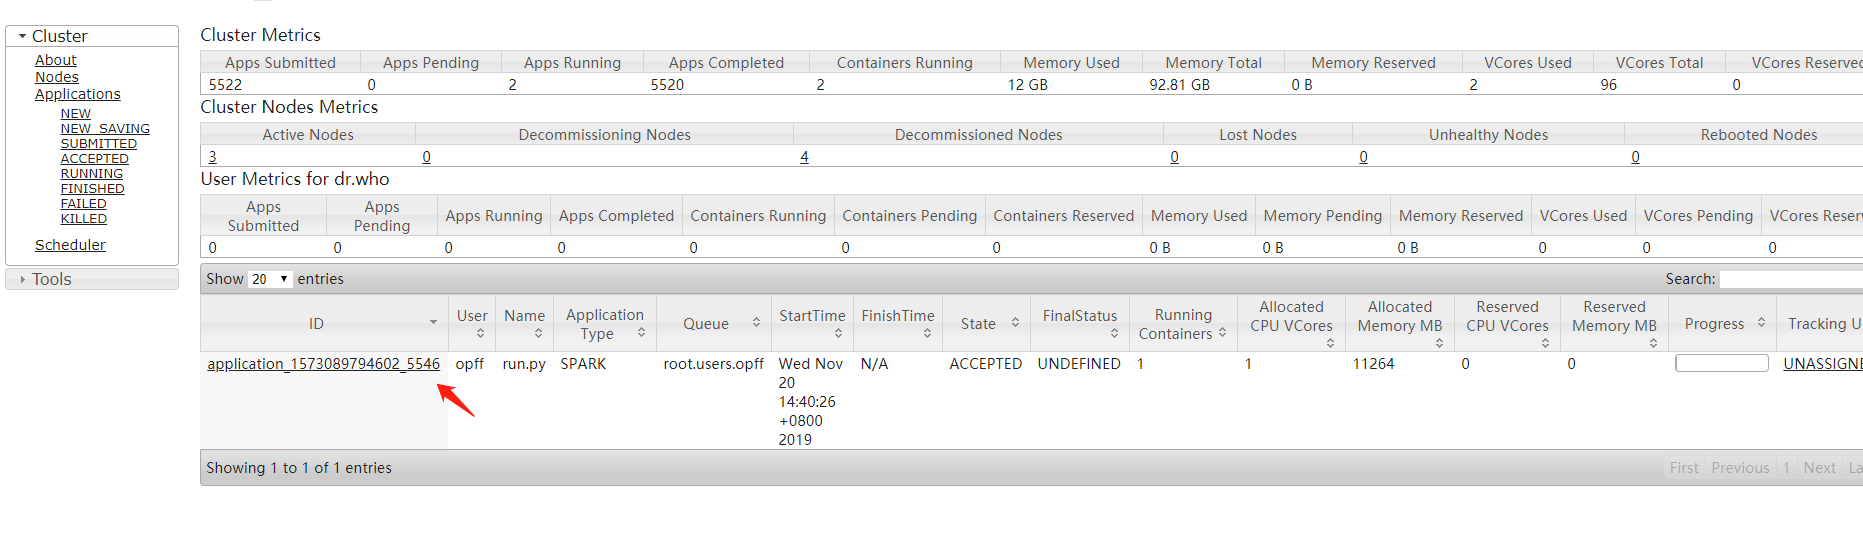 Cluster
About
Nodes
Applications
NEW
NEW_SAVING
SUBMITTED
ACCEPTED
RUNNING
FINISHED
FAILED
KILLED
Scheduler
Tools
Cluster Metrics
Apps Submitted Apps Pending Apps Running Apps Completed Containers Running Memory Used Memory Total Memory Reserved VCores Used VCores Total VCores Reserved
5522 0 2 5520 2 12 GB 92.81 GB 0 B 2 96 0
Cluster Nodes Metrics
Active Nodes Decommissioning Nodes Decommissioned Nodes Lost Nodes Unhealthy Nodes Rebooted Nodes
3 0 4 0 0 0
User Metrics for dr.who
Apps Submitted Apps Pending Apps Running Apps Completed Containers Running Containers Pending Containers Reserved Memory Used Memory Pending Memory Reserved VCores Used VCores Pending VCores Reser
0 0 0 0 0 0 0 0 B 0 B 0 B 0 0 0
Show 20 entries Search:
ID User Name Application Type Queue StartTime FinishTime State FinalStatus Running Containers Allocated CPU VCores Allocated Memory MB Reserved CPU VCores Reserved Memory MB Progress Tracking U
application_1573089794602_5546 opff run.py SPARK root.users.opff Wed Nov N/A ACCEPTED UNDEFINED 1 1 11264 0 0 UNASSIGNE
20
14:40:26
+0800
2019
Showing 1 to 1 of 1 entries First Previous 1 Next La